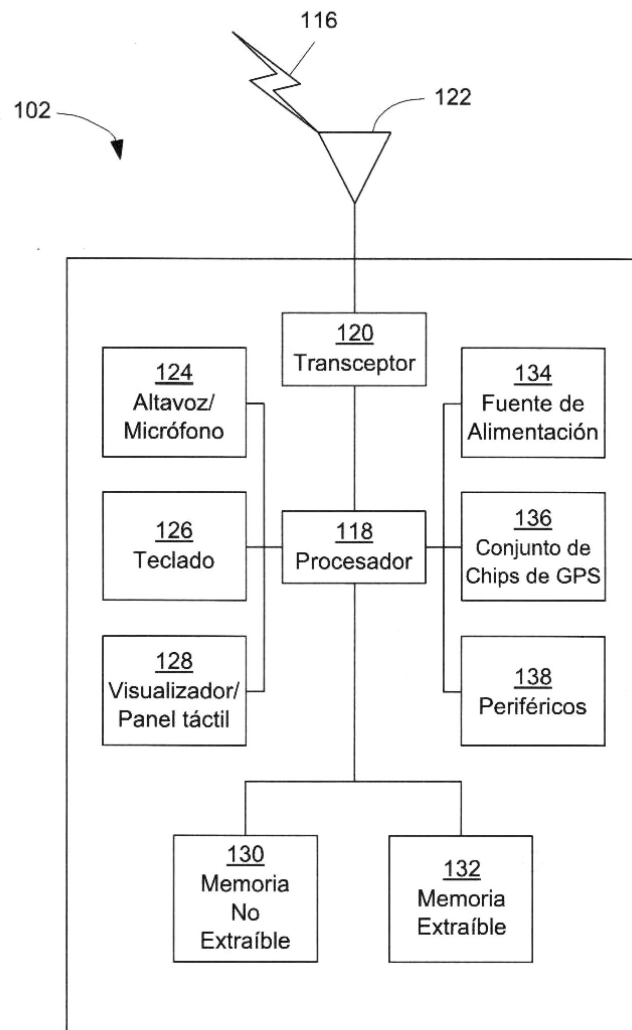 116
122
102
120
Transceptor
124
Altavoz/
Micrófono
134
Fuente de
Alimentación
126
Teclado
118
Procesador
136
Conjunto de
Chips de GPS
128
Visualizador/
Panel táctil
138
Periféricos
130
Memoria
No
Extraíble
132
Memoria
Extraíble